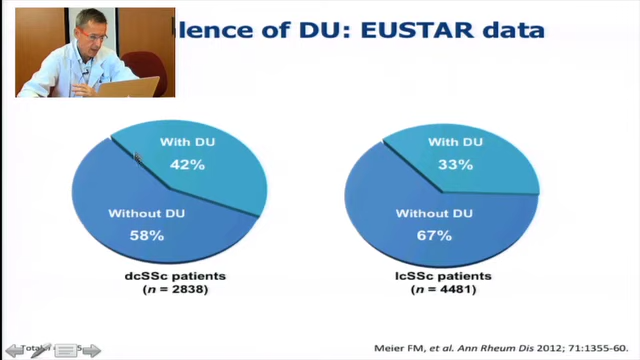 lence of DU: EUSTAR data
With DU
42%
Without DU
58%
dcSSc patients
(n = 2838)
With DU
33%
Without DU
67%
lcSSc patients
(n = 4481)
Meier FM, et al. Ann Rheum Dis 2012; 71:1355-60.